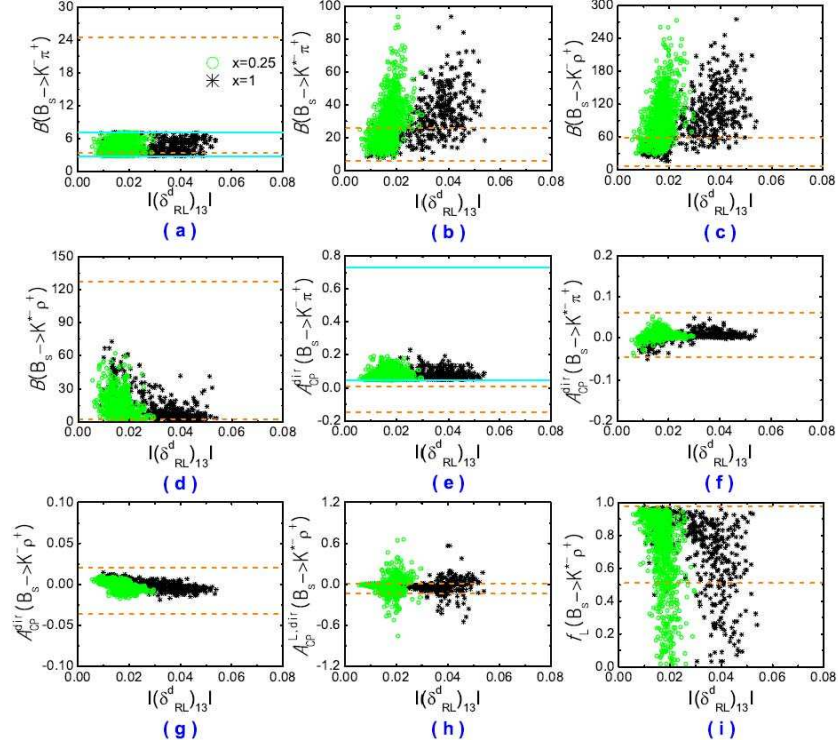 B(Bs->K-π+)
30
24
18
12
6
0
x=0.25
x=1
0.00 0.02 0.04 0.06 0.08
|(δdRL)13|
(a)
B(Bs->K*-π+)
100
80
60
40
20
0
0.00 0.02 0.04 0.06 0.08
|(δdRL)13|
(b)
B(Bs->K-ρ+)
300
240
180
120
60
0
0.00 0.02 0.04 0.06 0.08
|(δdRL)13|
(c)
B(Bs->K*-ρ+)
150
120
90
60
30
0
0.00 0.02 0.04 0.06 0.08
|(δdRL)13|
(d)
AdirCP(Bs->K-π+)
0.8
0.6
0.4
0.2
0.0
-0.2
0.00 0.02 0.04 0.06 0.08
|(δdRL)13|
(e)
AdirCP(Bs->K*-π+)
0.2
0.1
0.0
-0.1
-0.2
0.00 0.02 0.04 0.06 0.08
|(δdRL)13|
(f)
AdirCP(Bs->K-ρ+)
0.10
0.05
0.00
-0.05
-0.10
0.00 0.02 0.04 0.06 0.08
|(δdRL)13|
(g)
AL,dirCP(Bs->K*-ρ+)
1.2
0.6
0.0
-0.6
-1.2
0.00 0.02 0.04 0.06 0.08
|(δdRL)13|
(h)
fL(Bs->K*-ρ+)
1.0
0.8
0.6
0.4
0.2
0.0
0.00 0.02 0.04 0.06 0.08
|(δdRL)13|
(i)